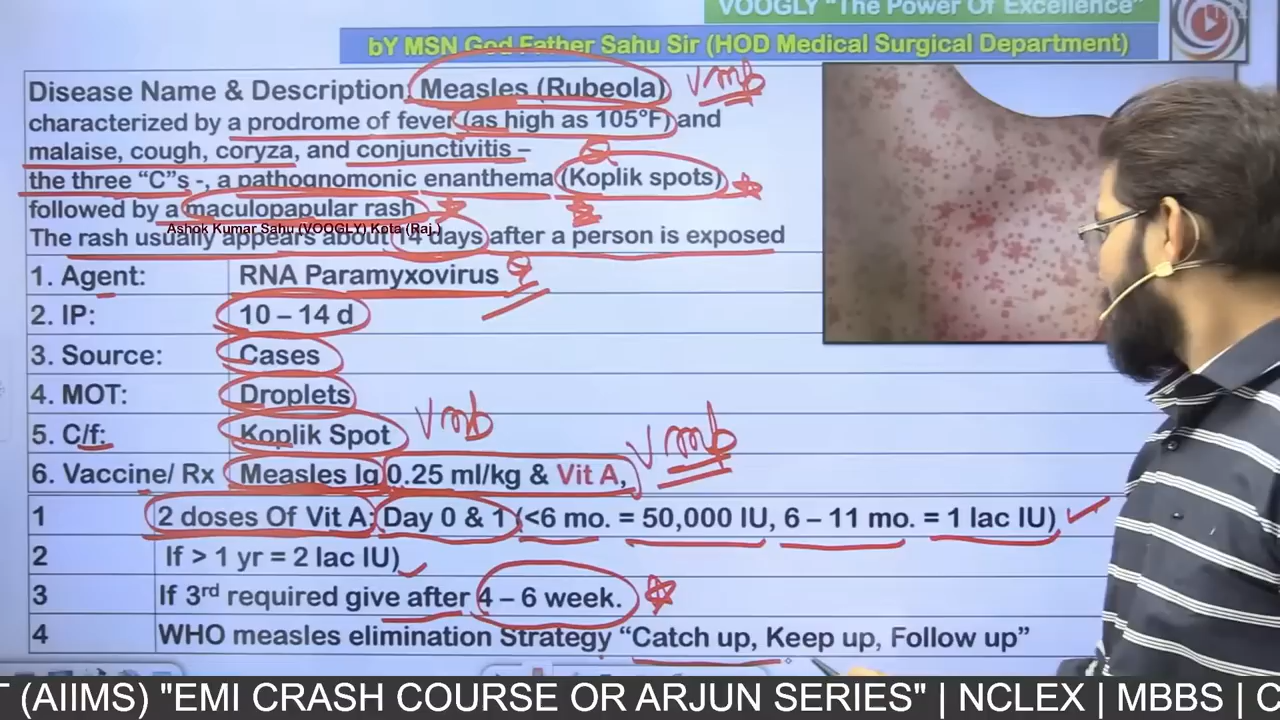 VOOGLY "The Power Of Excellence"
bY MSN God Father Sahu Sir (HOD Medical Surgical Department)
Disease Name & Description: Measles (Rubeola) Vmb
characterized by a prodrome of fever (as high as 105°F) and
malaise, cough, coryza, and conjunctivitis –
the three "C"s -, a pathognomonic enanthema (Koplik spots)
followed by a maculopapular rash
Ashok Kumar Sahu (VOOGLY) Kota (Raj.)
The rash usually appears about 14 days after a person is exposed
1. Agent: RNA Paramyxovirus
2. IP: 10 – 14 d
3. Source: Cases
4. MOT: Droplets
5. C/f: Koplik Spot Vmb
6. Vaccine/ Rx Measles Ig 0.25 ml/kg & Vit A, Vmb
1 2 doses Of Vit A: Day 0 & 1 (<6 mo. = 50,000 IU, 6 – 11 mo. = 1 lac IU)
2 If > 1 yr = 2 lac IU)
3 If 3rd required give after 4 – 6 week.
4 WHO measles elimination Strategy "Catch up, Keep up, Follow up"
T (AIIMS) "EMI CRASH COURSE OR ARJUN SERIES" | NCLEX | MBBS | C